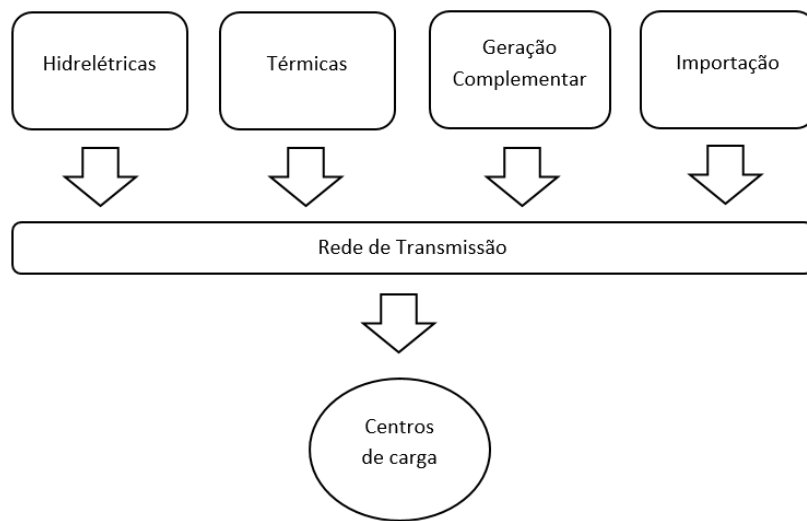 Hidrelétricas
Térmicas
Geração
Complementar
Importação
Rede de Transmissão
Centros
de carga